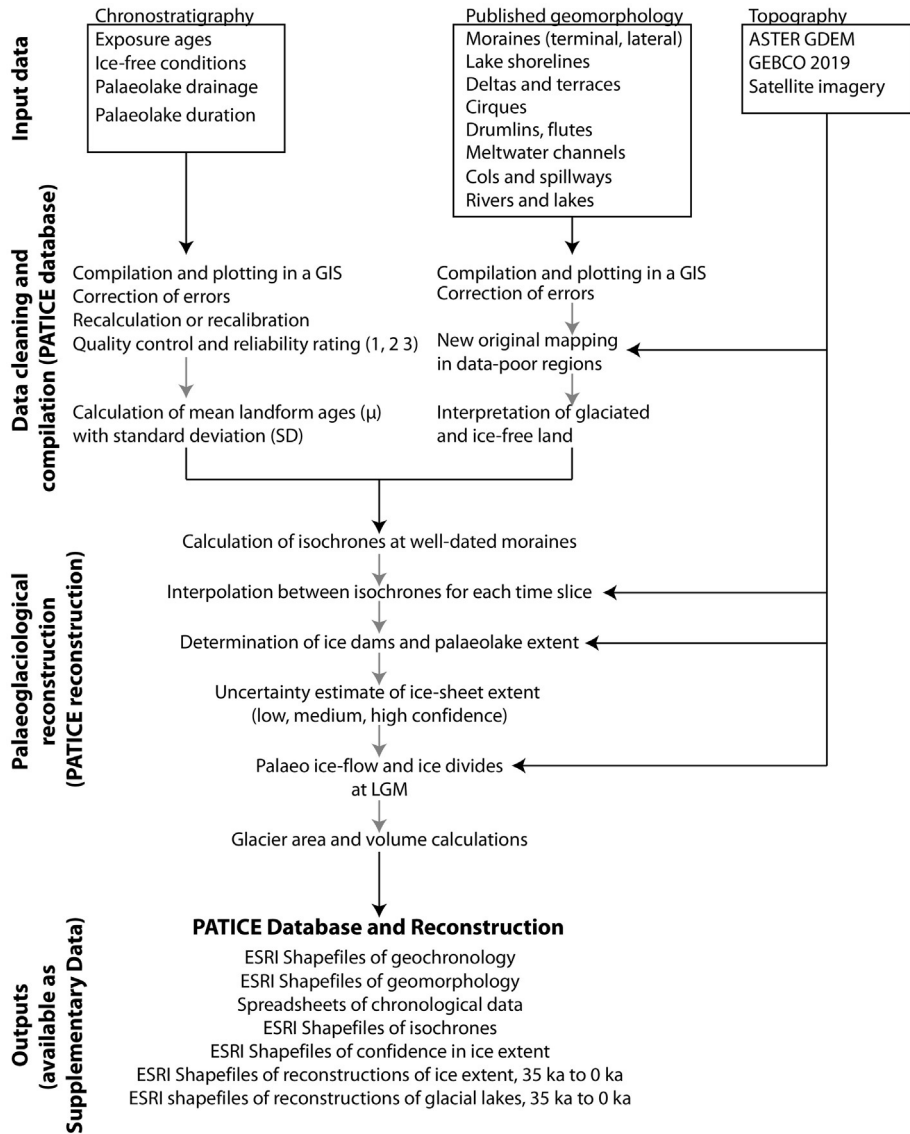 Chronostratigraphy
Exposure ages
Ice-free conditions
Palaeolake drainage
Palaeolake duration
Published geomorphology
Moraines (terminal, lateral)
Lake shorelines
Deltas and terraces
Cirques
Drumlins, flutes
Meltwater channels
Cols and spillways
Rivers and lakes
Topography
ASTER GDEM
GEBCO 2019
Satellite imagery
Input data
Data cleaning and
compilation (PATICE database)
Compilation and plotting in a GIS
Correction of errors
Recalculation or recalibration
Quality control and reliability rating (1, 2 3)
Calculation of mean landform ages (µ)
with standard deviation (SD)
Compilation and plotting in a GIS
Correction of errors
New original mapping
in data-poor regions
Interpretation of glaciated
and ice-free land
Palaeoglaciological
reconstruction
(PATICE reconstruction)
Calculation of isochrones at well-dated moraines
Interpolation between isochrones for each time slice
Determination of ice dams and palaeolake extent
Uncertainty estimate of ice-sheet extent
(low, medium, high confidence)
Palaeo ice-flow and ice divides
at LGM
Glacier area and volume calculations
Outputs
(available as
Supplementary Data)
PATICE Database and Reconstruction
ESRI Shapefiles of geochronology
ESRI Shapefiles of geomorphology
Spreadsheets of chronological data
ESRI Shapefiles of isochrones
ESRI Shapefiles of confidence in ice extent
ESRI Shapefiles of reconstructions of ice extent, 35 ka to 0 ka
ESRI shapefiles of reconstructions of glacial lakes, 35 ka to 0 ka